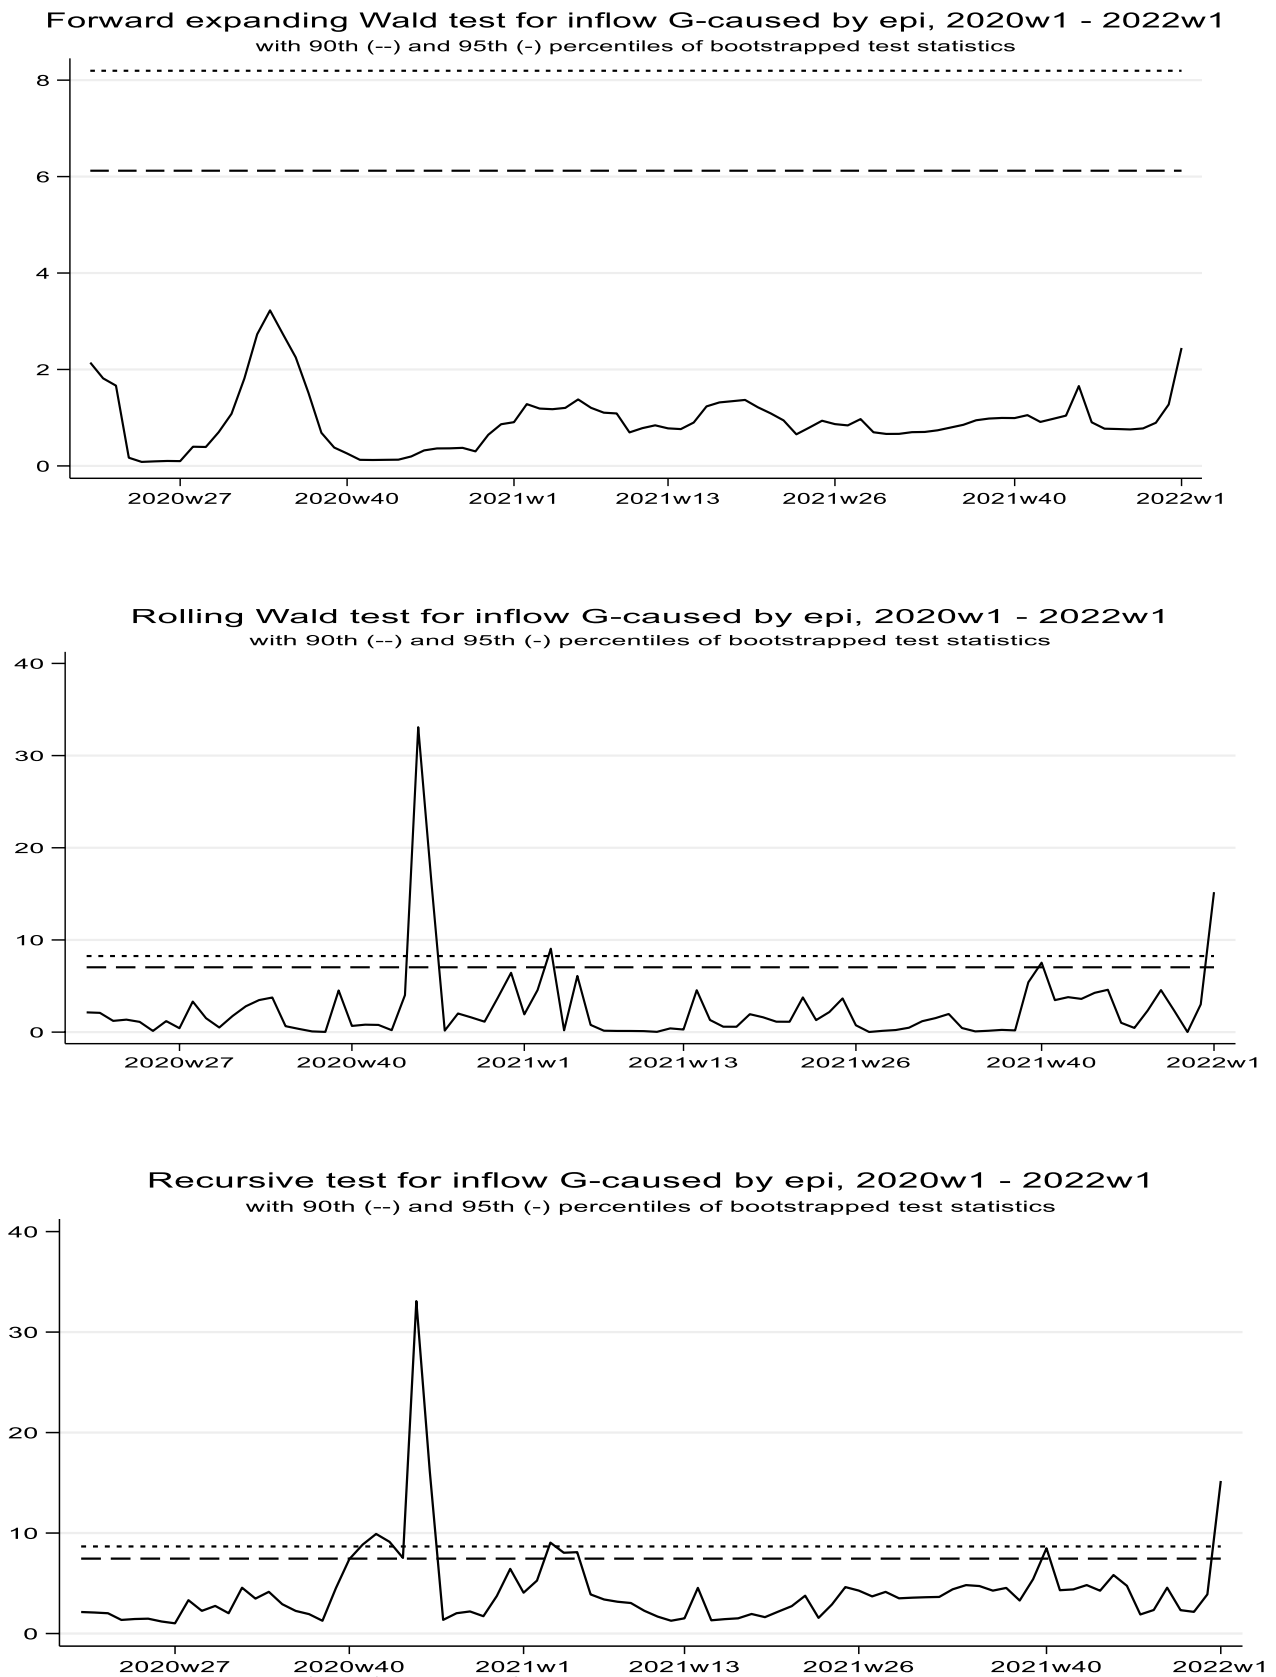 Forward expanding Wald test for inflow G-caused by epi, 2020w1 - 2022w1
with 90th (--) and 95th (-) percentiles of bootstrapped test statistics
8
6
4
2
0
2020w27 2020w40 2021w1 2021w13 2021w26 2021w40 2022w1
Rolling Wald test for inflow G-caused by epi, 2020w1 - 2022w1
with 90th (--) and 95th (-) percentiles of bootstrapped test statistics
40
30
20
10
0
2020w27 2020w40 2021w1 2021w13 2021w26 2021w40 2022w1
Recursive test for inflow G-caused by epi, 2020w1 - 2022w1
with 90th (--) and 95th (-) percentiles of bootstrapped test statistics
40
30
20
10
0
2020w27 2020w40 2021w1 2021w13 2021w26 2021w40 2022w1